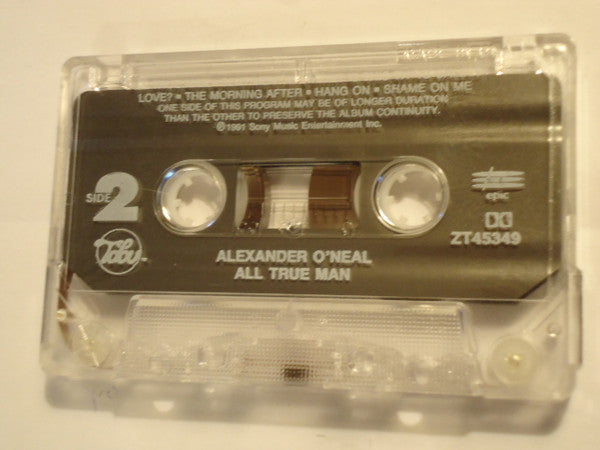 LOVE? • THE MORNING AFTER • HANG ON • SHAME ON ME
ONE SIDE OF THIS PROGRAM MAY BE OF LONGER DURATION
THAN THE OTHER TO PRESERVE THE ALBUM CONTINUITY.
℗1991 Sony Music Entertainment Inc.
SIDE 2
Tabu™
epic
ZT45349
ALEXANDER O'NEAL
ALL TRUE MAN